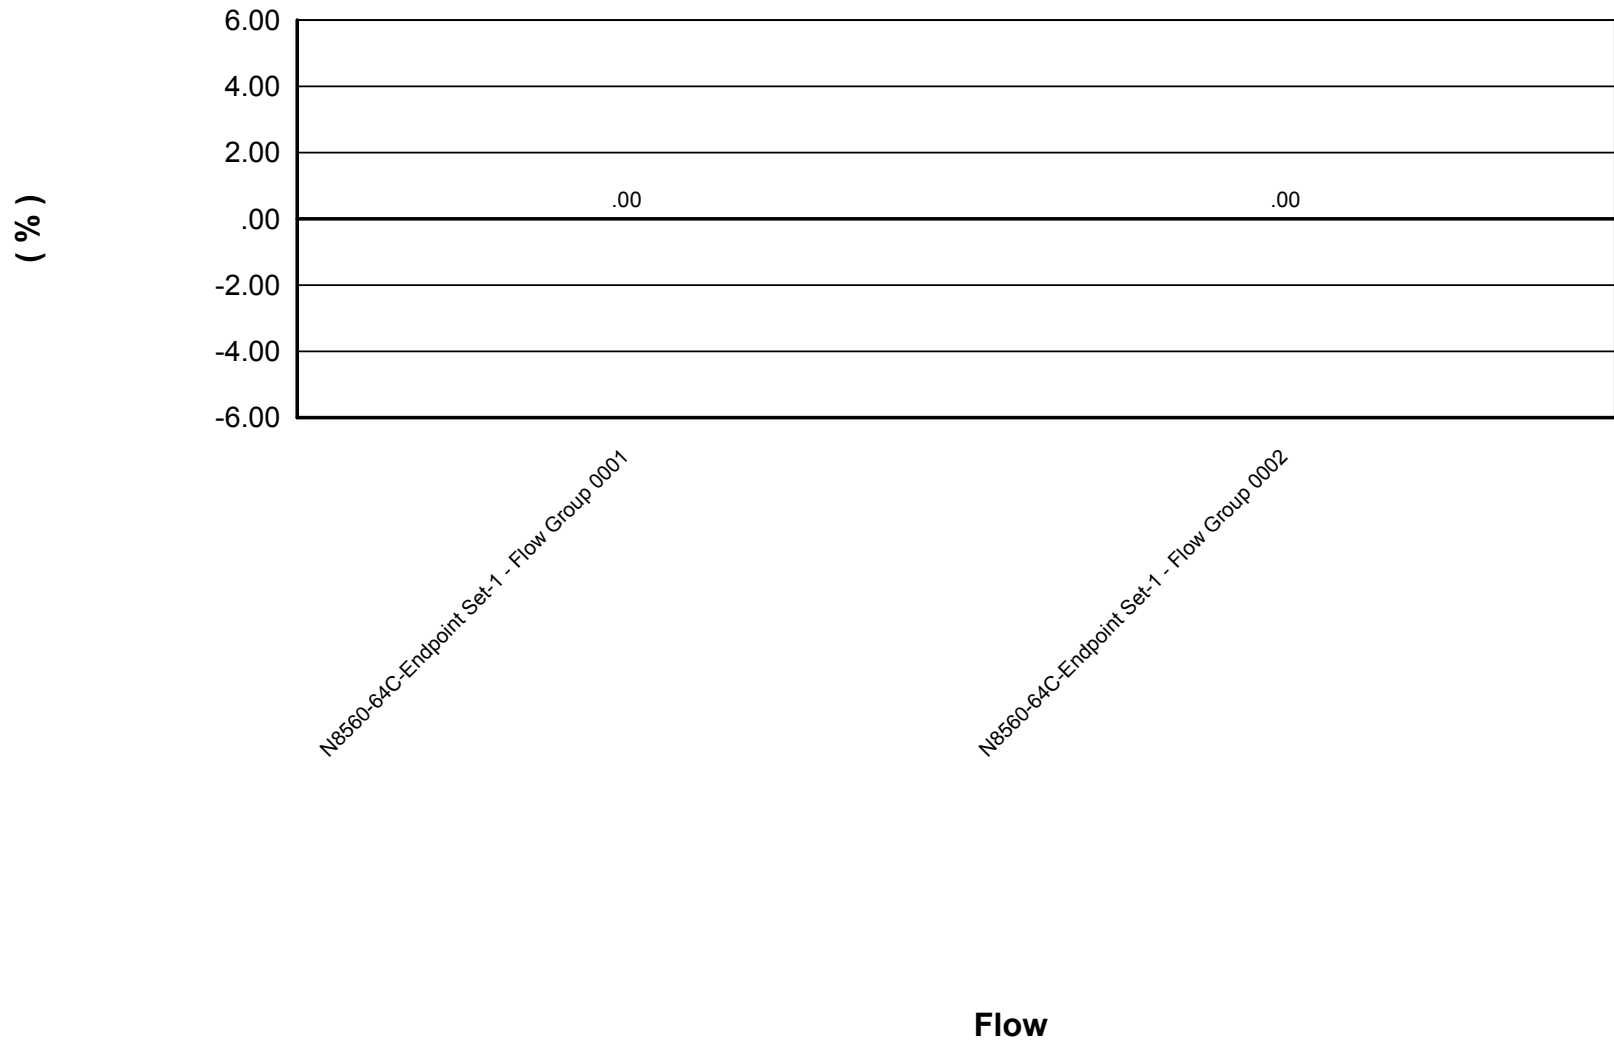 6.00
4.00
2.00
.00
-2.00
-4.00
-6.00
( % )
.00
.00
N8560-64C-Endpoint Set-1 - Flow Group 0001
N8560-64C-Endpoint Set-1 - Flow Group 0002
Flow